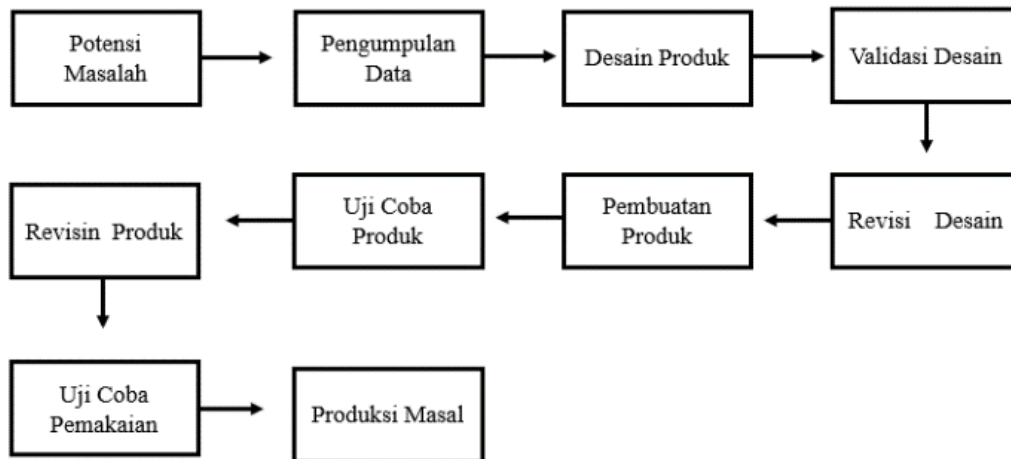 Potensi
Masalah
Pengumpulan
Data
Desain Produk
Validasi Desain
Revisi Desain
Pembuatan
Produk
Uji Coba
Produk
Revisin Produk
Uji Coba
Pemakaian
Produksi Masal